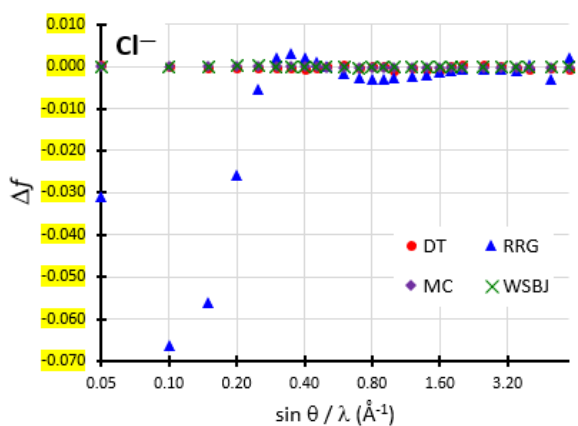 0.010
Cl—
0.000
-0.010
-0.020
-0.030
Δf
-0.040
DT RRG
-0.050
MC WSBJ
-0.060
-0.070
0.05 0.10 0.20 0.40 0.80 1.60 3.20
sin θ / λ (Å⁻¹)